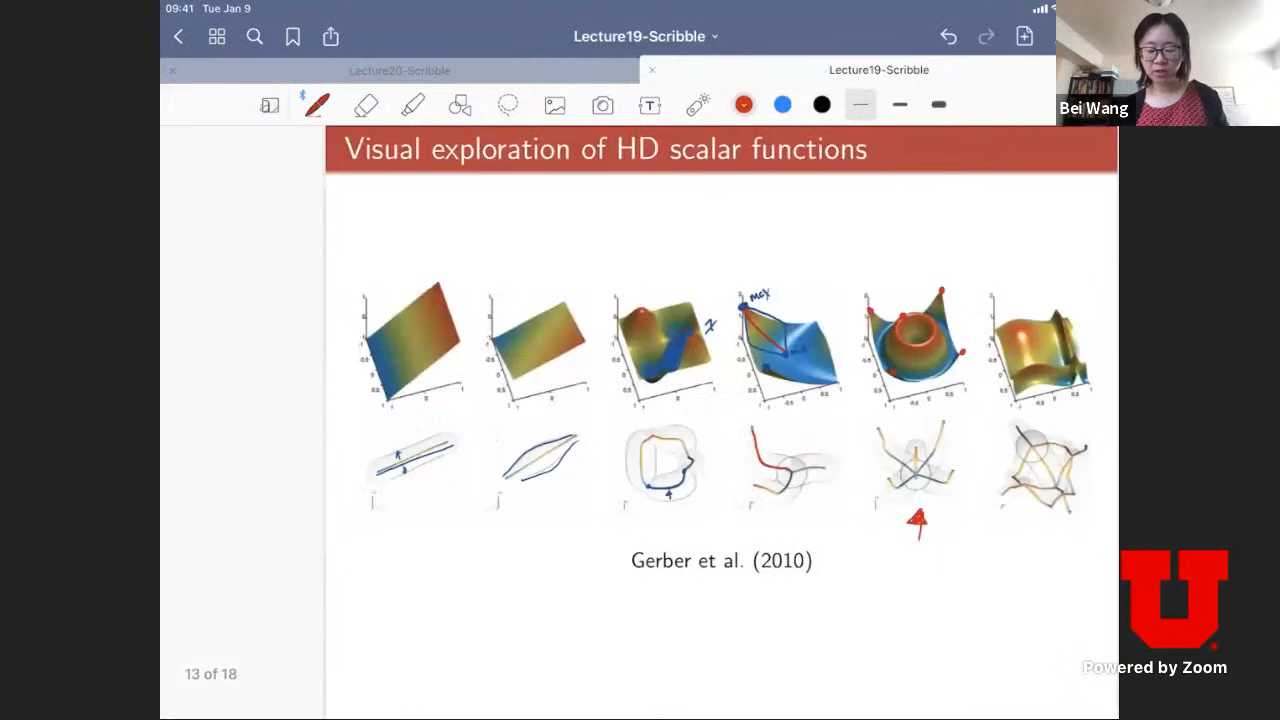 09:41 Tue Jan 9
Lecture19-Scribble
Lecture20-Scribble
Lecture19-Scribble
T
Bei Wang
Visual exploration of HD scalar functions
max
Gerber et al. (2010)
13 of 18
U
Powered by Zoom